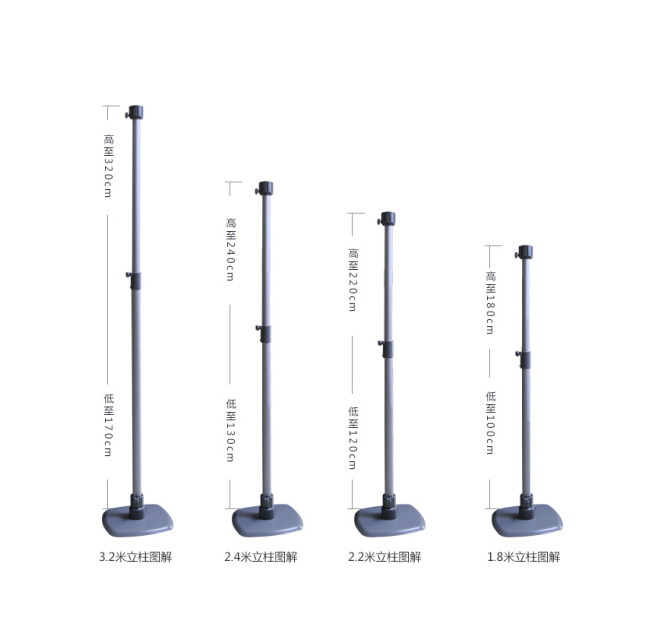 高至320cm
低至170cm
高至240cm
低至130cm
高至220cm
低至120cm
高至180cm
低至100cm
3.2米立柱图解
2.4米立柱图解
2.2米立柱图解
1.8米立柱图解